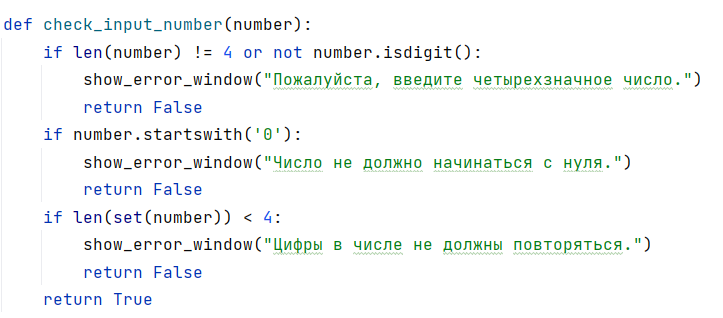 def check_input_number(number):
    if len(number) != 4 or not number.isdigit():
        show_error_window("Пожалуйста, введите четырехзначное число.")
        return False
    if number.startswith('0'):
        show_error_window("Число не должно начинаться с нуля.")
        return False
    if len(set(number)) < 4:
        show_error_window("Цифры в числе не должны повторяться.")
        return False
    return True